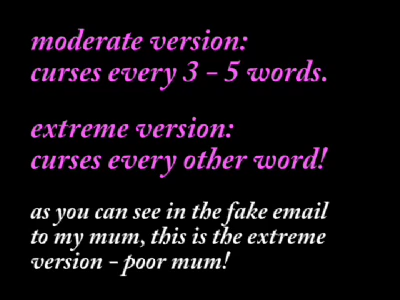 moderate version:
curses every 3 - 5 words.
extreme version:
curses every other word!
as you can see in the fake email
to my mum, this is the extreme
version - poor mum!